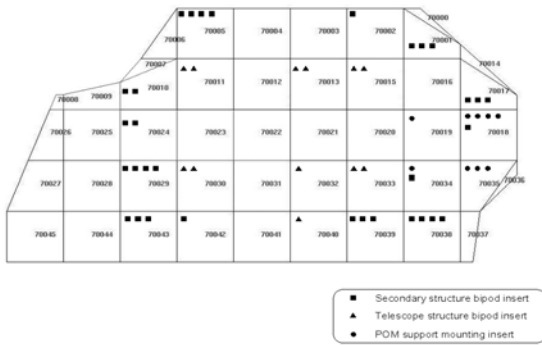 70000
70006 70005 70004 70003 70002 70001
70014
70007
70008 70009 70010 70011 70012 70013 70015 70016 70017
70026 70025 70024 70023 70022 70021 70020 70019 70018
70027 70028 70029 70030 70031 70032 70033 70034 70035 70036
70045 70044 70043 70042 70041 70040 70039 70038 70037
Secondary structure bipod insert
Telescope structure bipod insert
POM support mounting insert